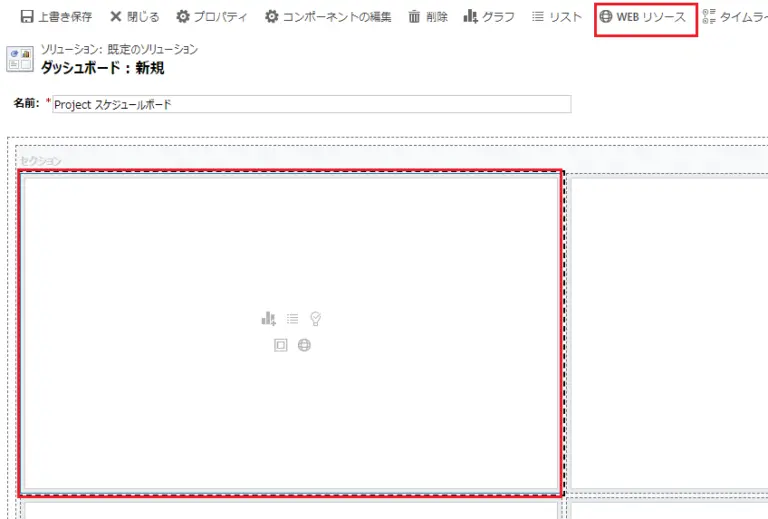 上書き保存 閉じる プロパティ コンポーネントの編集 削除 グラフ リスト WEB リソース タイムライ
ソリューション: 既定のソリューション
ダッシュボード : 新規
名前: * Project スケジュールボード
セクション